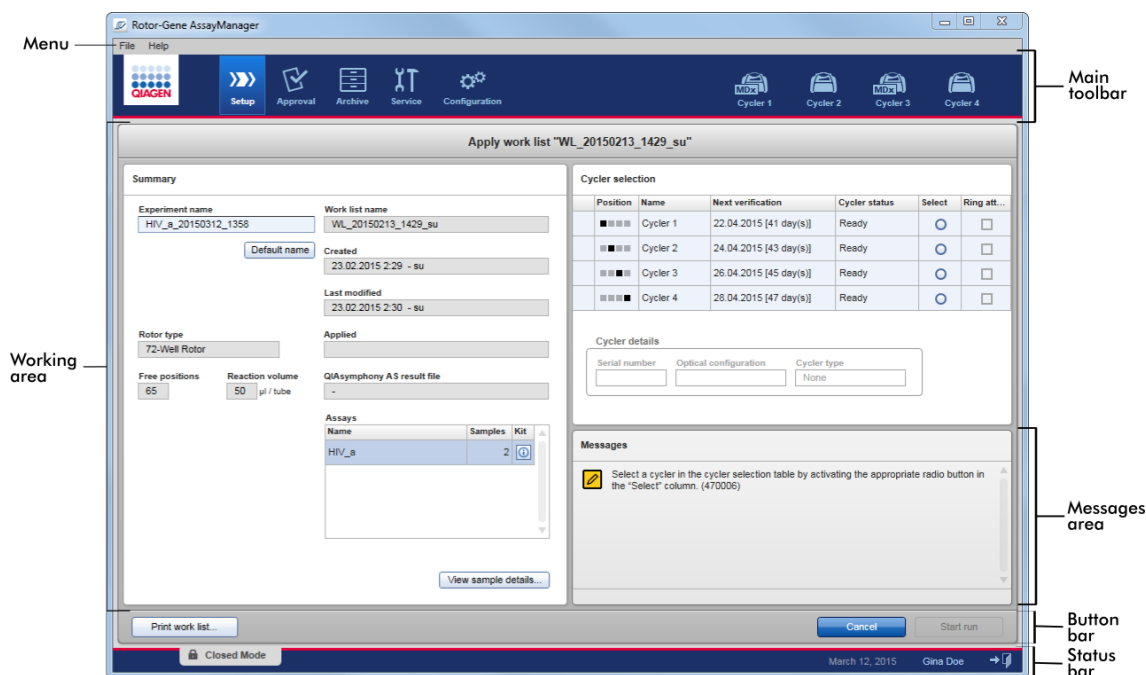 Rotor-Gene AssayManager
Menu
File Help
QIAGEN
Setup Approval Archive Service Configuration
MDx MDx
Cycler 1 Cycler 2 Cycler 3 Cycler 4
Main
toolbar
Apply work list "WL_20150213_1429_su"
Summary
Experiment name Work list name
HIV_a_20150312_1358 WL_20150213_1429_su
Default name Created
23.02.2015 2:29 - su
Last modified
23.02.2015 2:30 - su
Rotor type Applied
72-Well Rotor
Free positions Reaction volume QIAsymphony AS result file
65 50 µl / tube -
Assays
Name Samples Kit
HIV_a 2
View sample details...
Working
area
Cycler selection
Position Name Next verification Cycler status Select Ring att...
Cycler 1 22.04.2015 [41 day(s)] Ready
Cycler 2 24.04.2015 [43 day(s)] Ready
Cycler 3 26.04.2015 [45 day(s)] Ready
Cycler 4 28.04.2015 [47 day(s)] Ready
Cycler details
Serial number Optical configuration Cycler type
None
Messages
Select a cycler in the cycler selection table by activating the appropriate radio button in
the "Select" column. (470006)
Messages
area
Print work list... Cancel Start run
Button
bar
Closed Mode March 12, 2015 Gina Doe
Status
bar